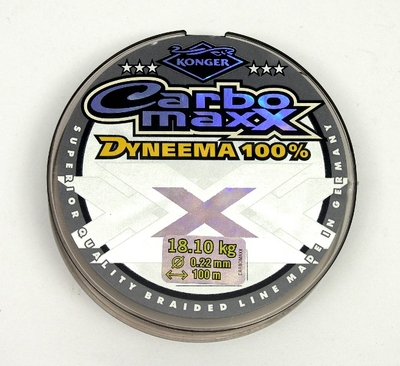 KONGER
Carbo
maxx
DYNEEMA 100%
18.10 kg
Ø 0.22 mm
<--> 100 m
CARBOMAXX
SUPERIOR QUALITY BRAIDED LINE MADE IN GERMANY